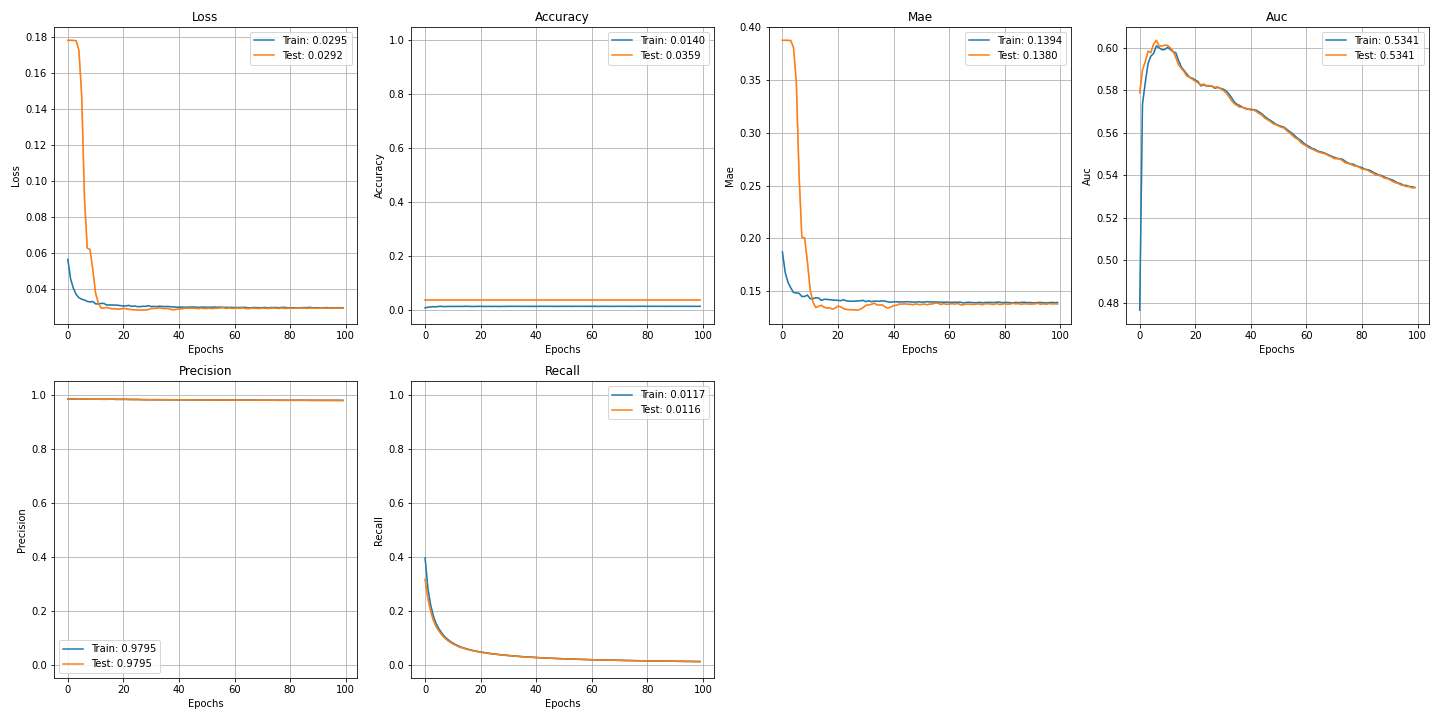 Loss
Accuracy
Mae
Auc
0.18
0.16
0.14
0.12
0.10
0.08
0.06
0.04
Loss
Train: 0.0295
Test: 0.0292
0 20 40 60 80 100
Epochs
1.0
0.8
0.6
0.4
0.2
0.0
Accuracy
Train: 0.0140
Test: 0.0359
0 20 40 60 80 100
Epochs
0.40
0.35
0.30
0.25
0.20
0.15
Mae
Train: 0.1394
Test: 0.1380
0 20 40 60 80 100
Epochs
0.60
0.58
0.56
0.54
0.52
0.50
0.48
Auc
Train: 0.5341
Test: 0.5341
0 20 40 60 80 100
Epochs
Precision
Recall
1.0
0.8
0.6
0.4
0.2
0.0
Precision
Train: 0.9795
Test: 0.9795
0 20 40 60 80 100
Epochs
1.0
0.8
0.6
0.4
0.2
0.0
Recall
Train: 0.0117
Test: 0.0116
0 20 40 60 80 100
Epochs